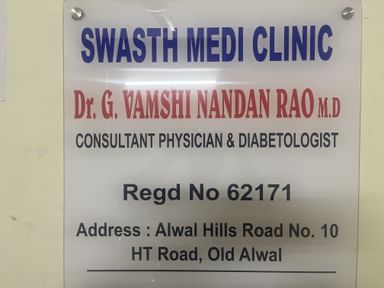 SWASTH MEDI CLINIC
Dr. G. VAMSHI NANDAN RAO M.D
CONSULTANT PHYSICIAN & DIABETOLOGIST
Regd No 62171
Address : Alwal Hills Road No. 10
HT Road, Old Alwal